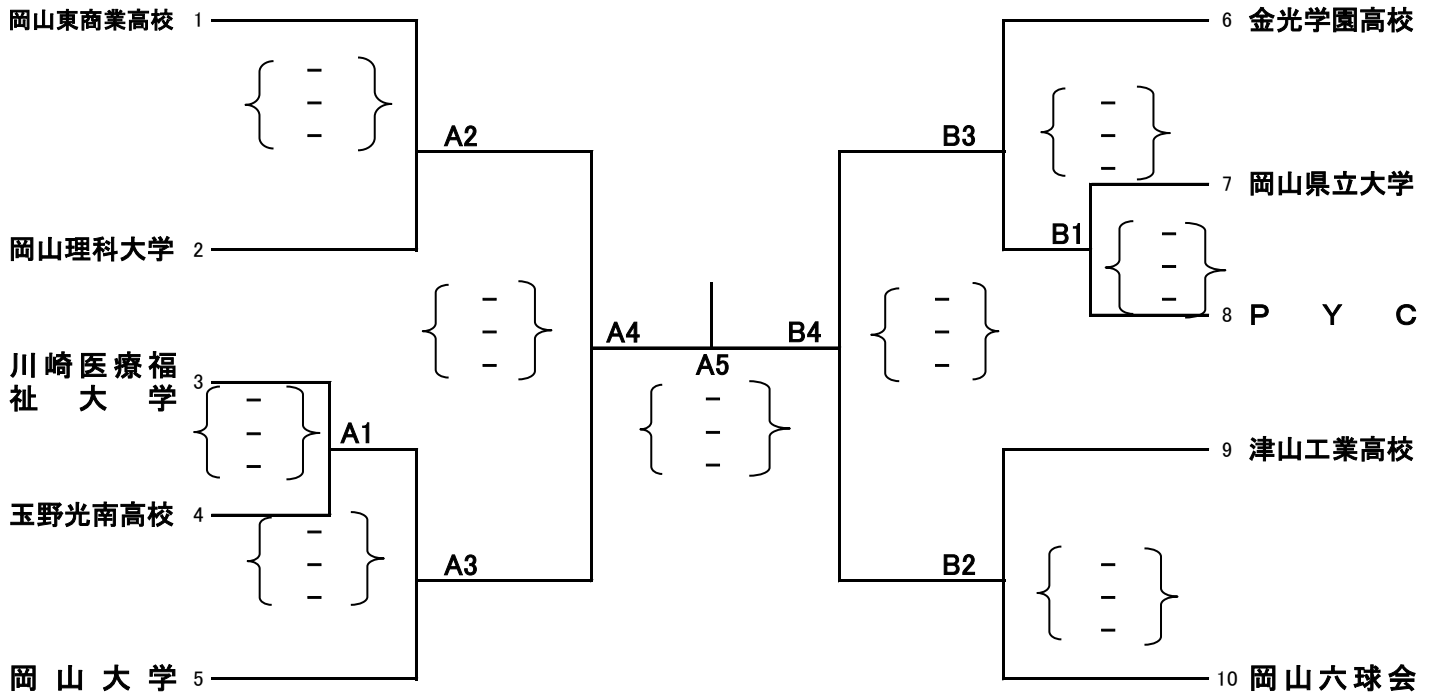 岡山東商業高校 1
6 金光学園高校
－
－
－
－
－
－
A2
B3
7 岡山県立大学
岡山理科大学 2
B1
－
－
－
8 P Y C
－
－
－
－
－
－
A4
B4
A5
川崎医療福
祉大学 3
－
－
－
－
－
－
A1
9 津山工業高校
玉野光南高校 4
－
－
－
－
－
－
A3
B2
岡山大学 5
10 岡山六球会